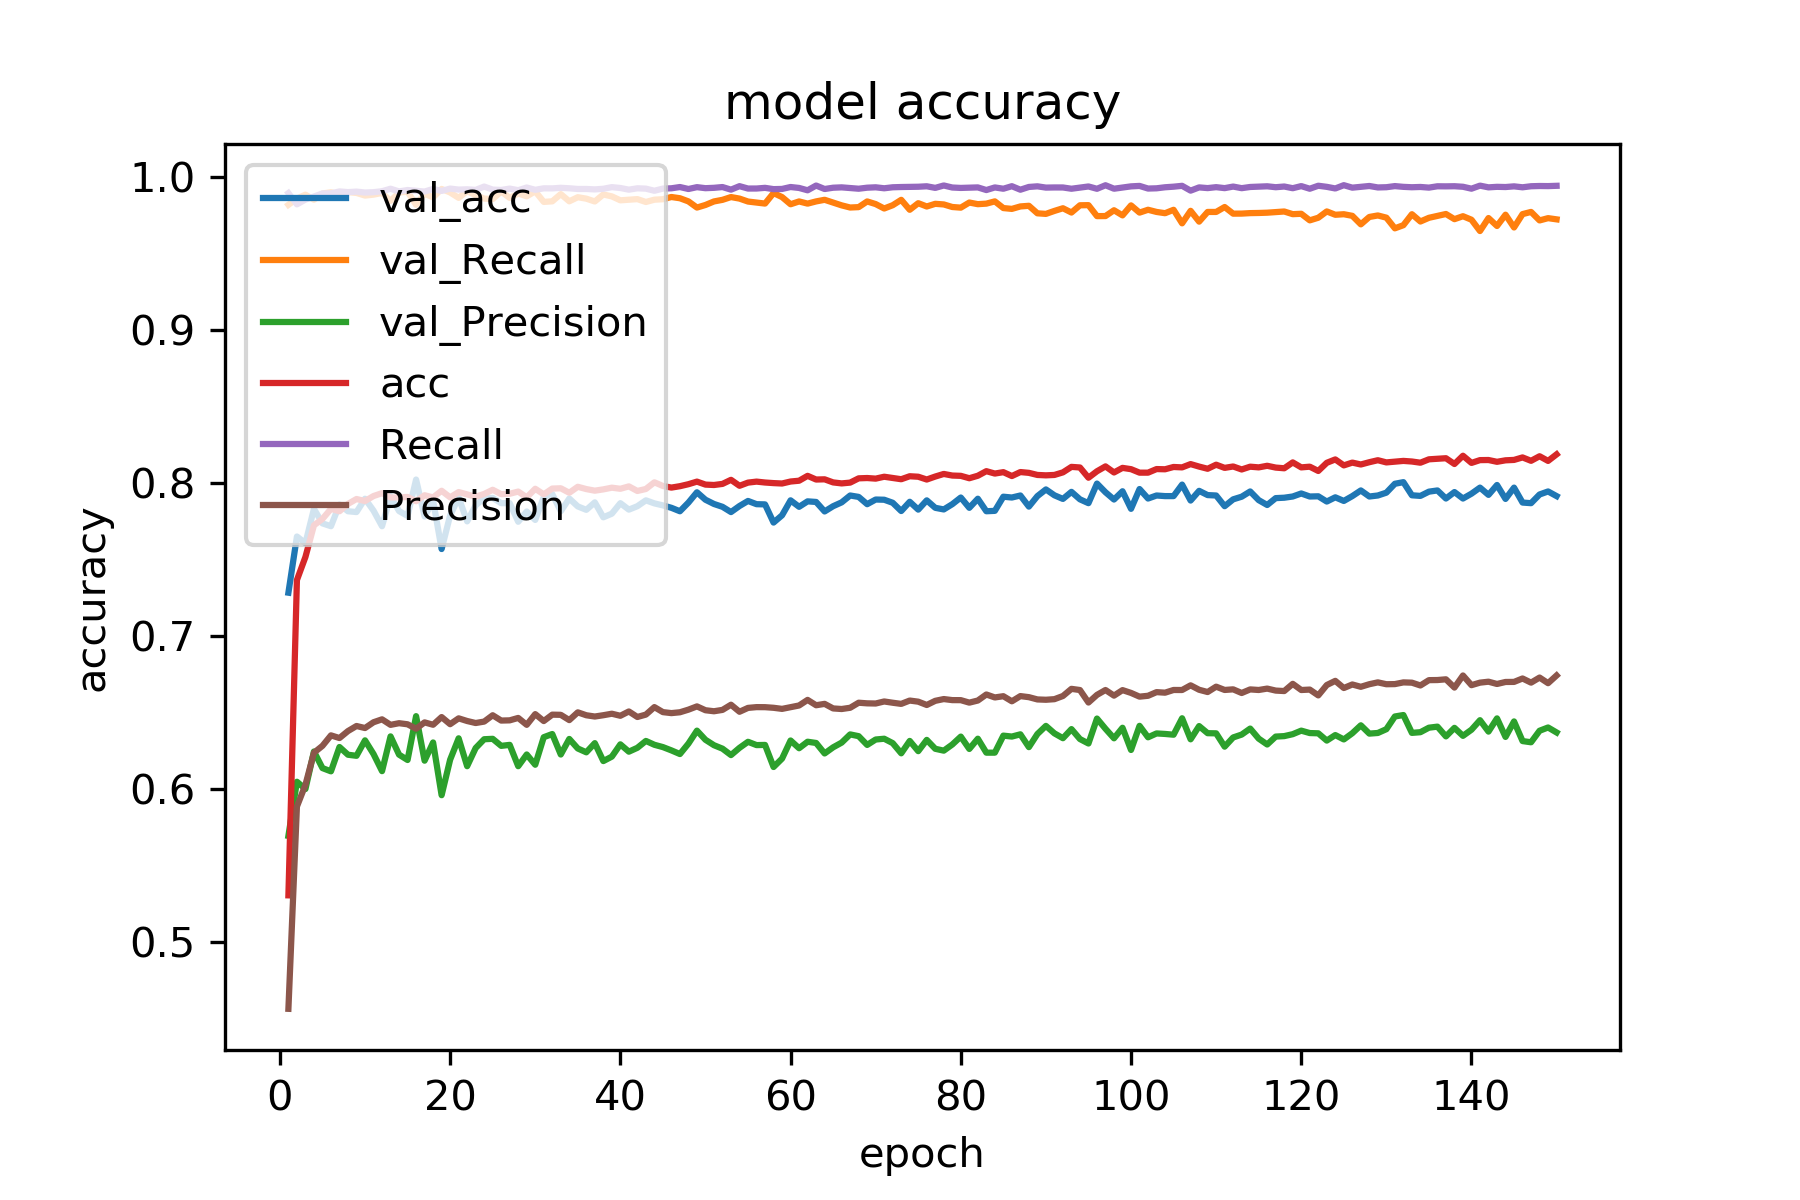 model accuracy
accuracy
1.0
0.9
0.8
0.7
0.6
0.5
val_acc
val_Recall
val_Precision
acc
Recall
Precision
0 20 40 60 80 100 120 140
epoch